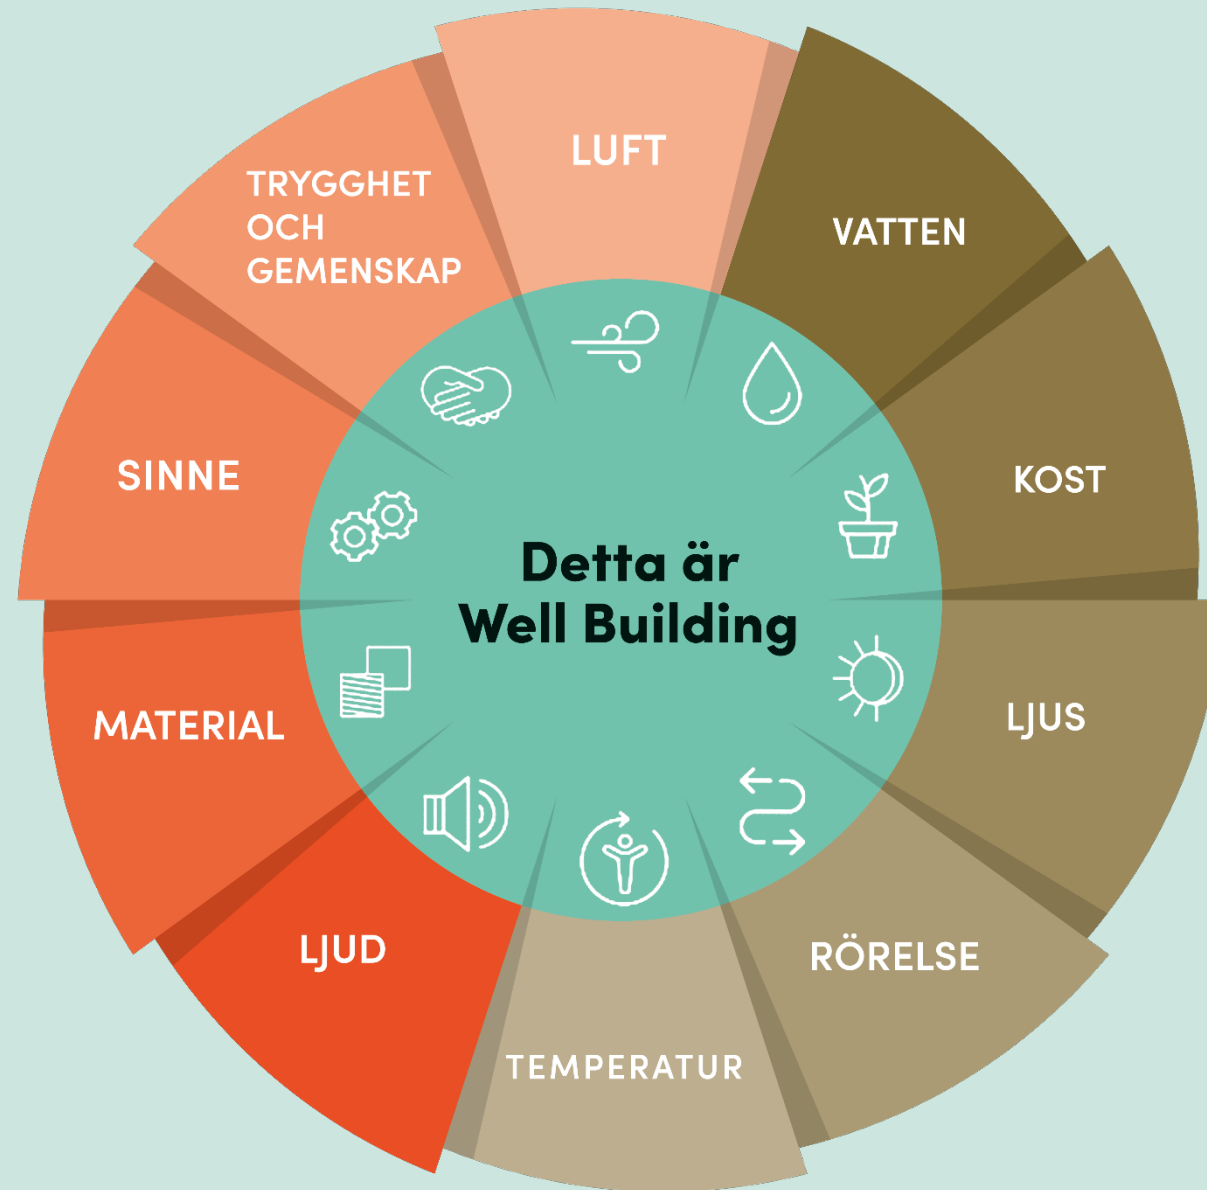 LUFT
VATTEN
KOST
LJUS
RÖRELSE
TEMPERATUR
LJUD
MATERIAL
SINNE
TRYGGHET
OCH
GEMENSKAP
Detta är
Well Building